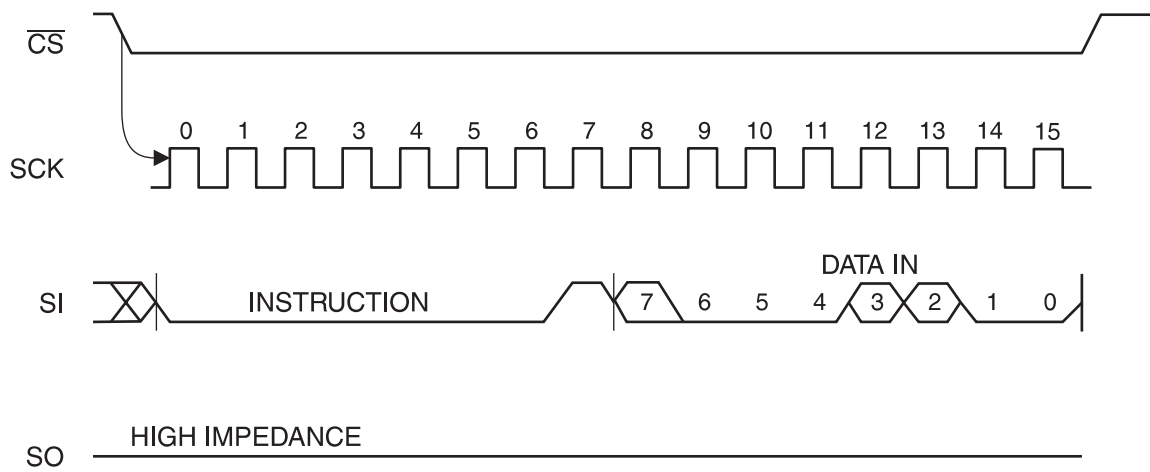 CS
0 1 2 3 4 5 6 7 8 9 10 11 12 13 14 15
SCK
DATA IN
SI INSTRUCTION 7 6 5 4 3 2 1 0
HIGH IMPEDANCE
SO